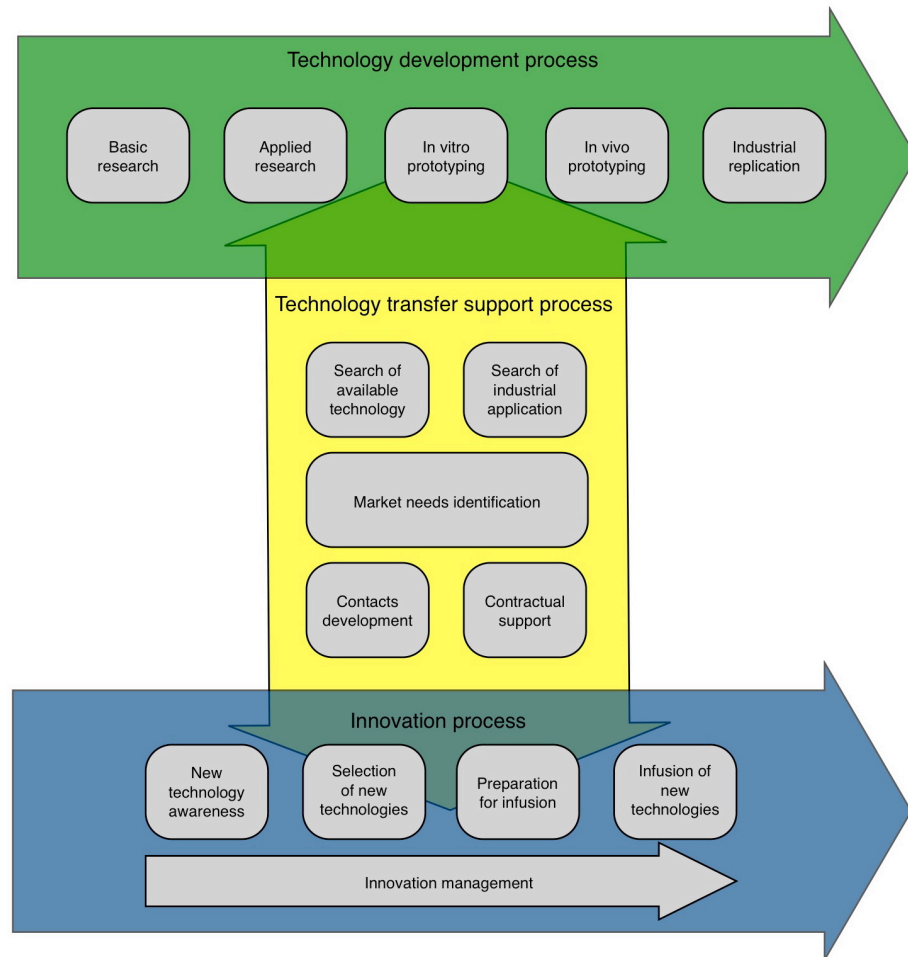 Technology development process
Basic
research
Applied
research
In vitro
prototyping
In vivo
prototyping
Industrial
replication
Technology transfer support process
Search of
available
technology
Search of
industrial
application
Market needs identification
Contacts
development
Contractual
support
Innovation process
New
technology
awareness
Selection
of new
technologies
Preparation
for infusion
Infusion of
new
technologies
Innovation management